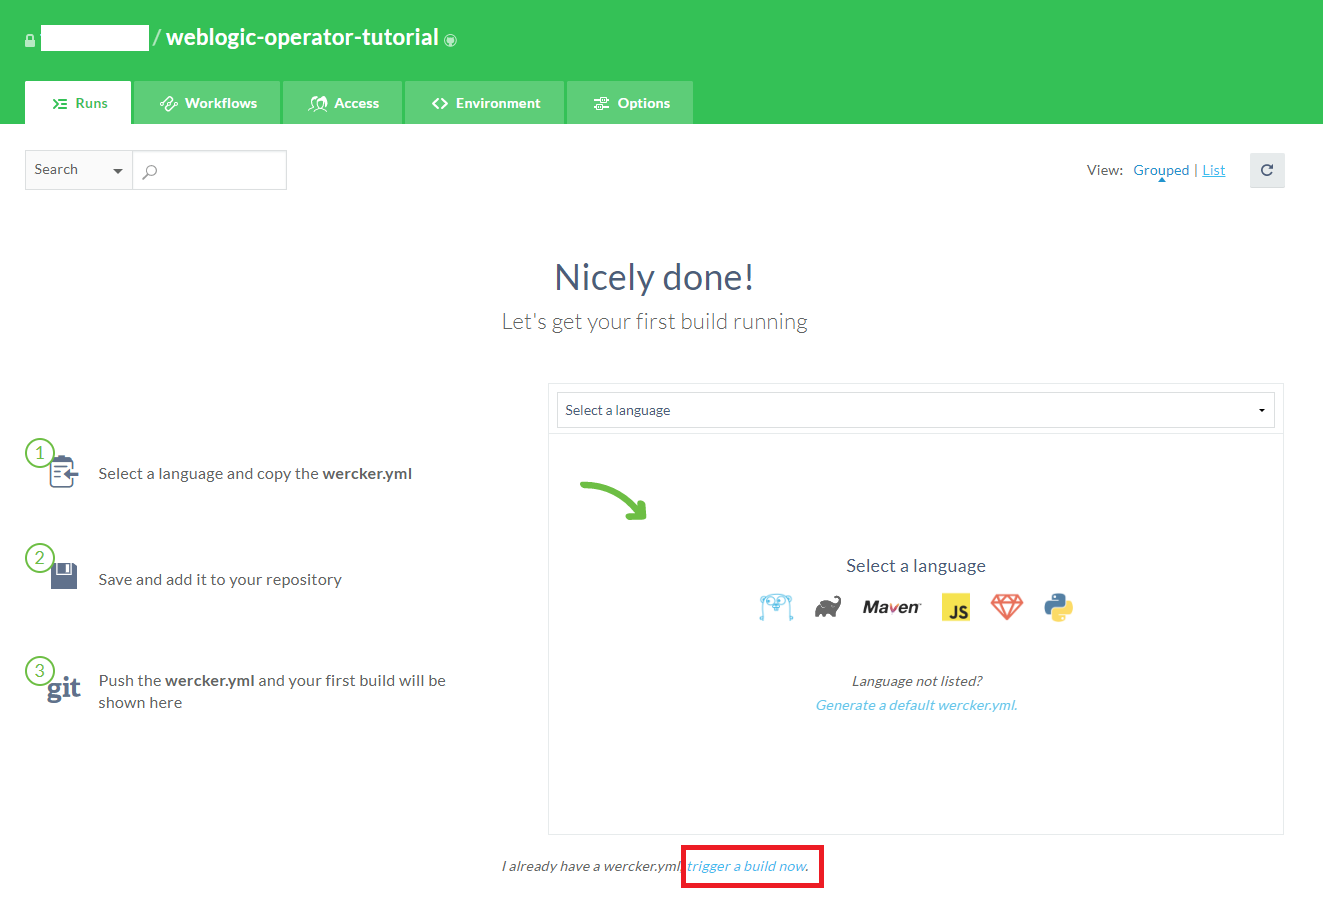 / weblogic-operator-tutorial
Runs
Workflows
Access
Environment
Options
Search
View: Grouped | List
Nicely done!
Let's get your first build running
Select a language
1
Select a language and copy the wercker.yml
2
Save and add it to your repository
3
git
Push the wercker.yml and your first build will be
shown here
Select a language
Maven
JS
Language not listed?
Generate a default wercker.yml.
I already have a wercker.yml, trigger a build now.